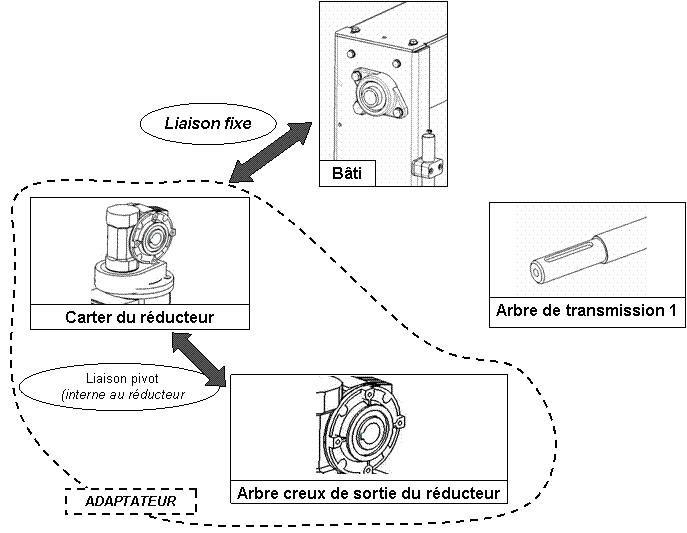 Liaison fixe
Bâti
Carter du réducteur
Arbre de transmission 1
Liaison pivot
(interne au réducteur
Arbre creux de sortie du réducteur
ADAPTATEUR